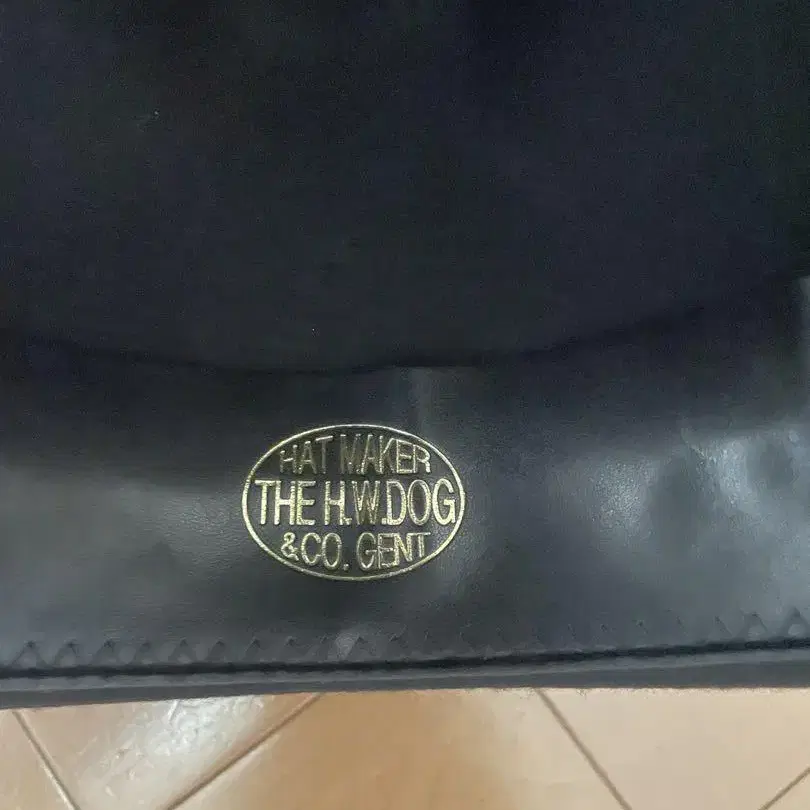 HAT MAKER
THE H.W.DOG
&CO. GENT